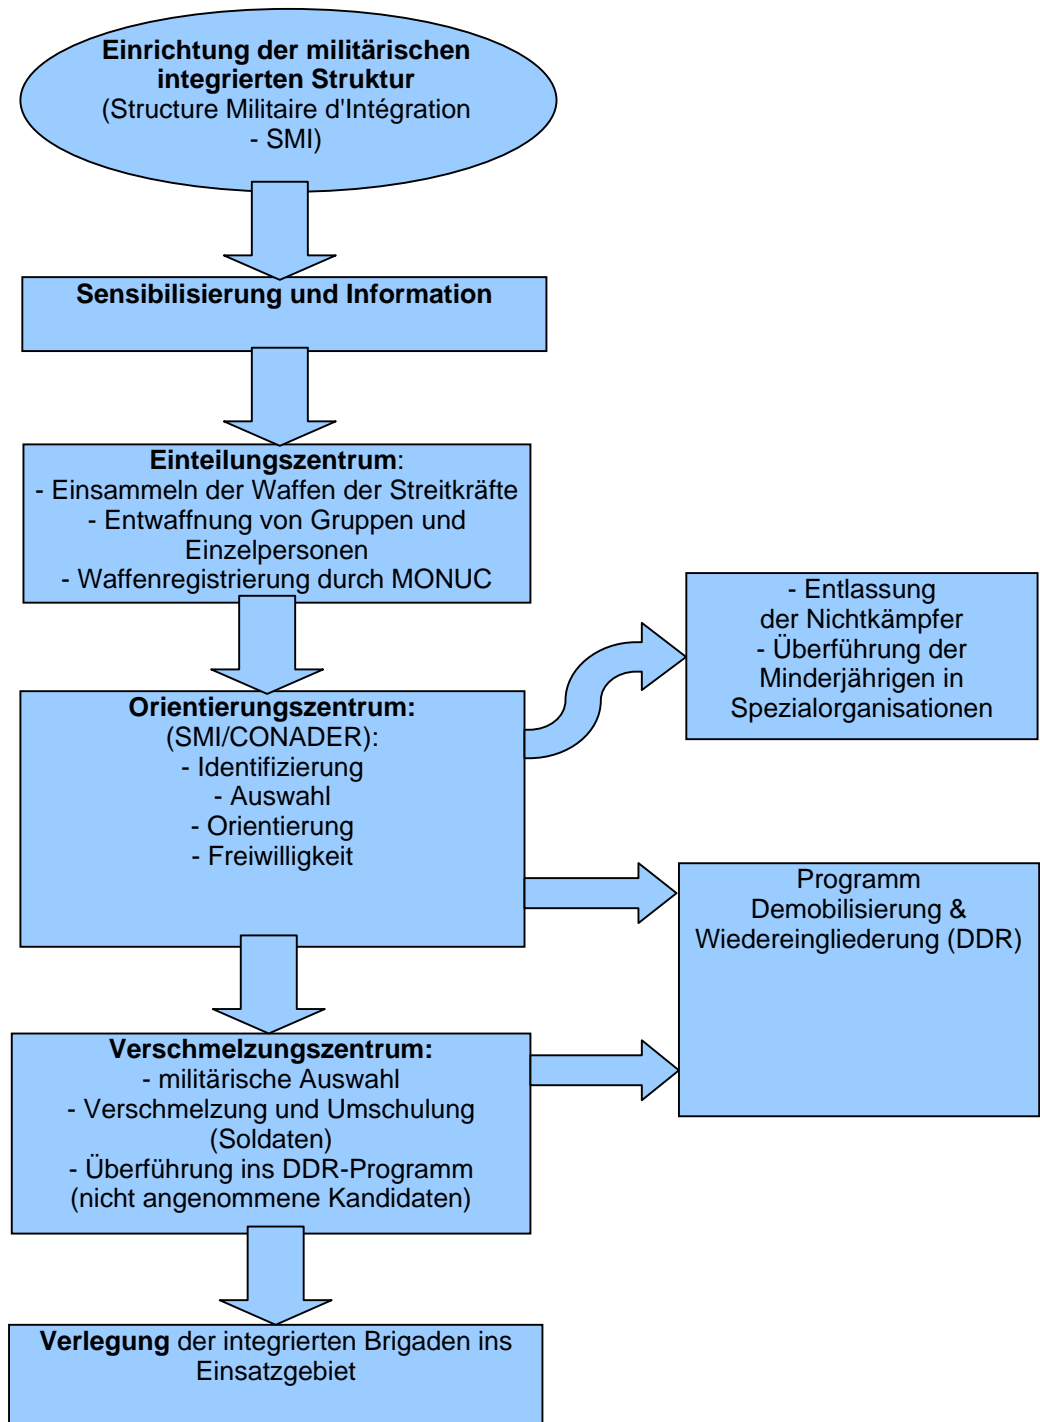 Einrichtung der militärischen
integrierten Struktur
(Structure Militaire d'Intégration
- SMI)
Sensibilisierung und Information
Einteilungszentrum:
- Einsammeln der Waffen der Streitkräfte
- Entwaffnung von Gruppen und
Einzelpersonen
- Waffenregistrierung durch MONUC
- Entlassung
der Nichtkämpfer
- Überführung der
Minderjährigen in
Spezialorganisationen
Orientierungszentrum:
(SMI/CONADER):
- Identifizierung
- Auswahl
- Orientierung
- Freiwilligkeit
Programm
Demobilisierung &
Wiedereingliederung (DDR)
Verschmelzungszentrum:
- militärische Auswahl
- Verschmelzung und Umschulung
(Soldaten)
- Überführung ins DDR-Programm
(nicht angenommene Kandidaten)
Verlegung der integrierten Brigaden ins
Einsatzgebiet